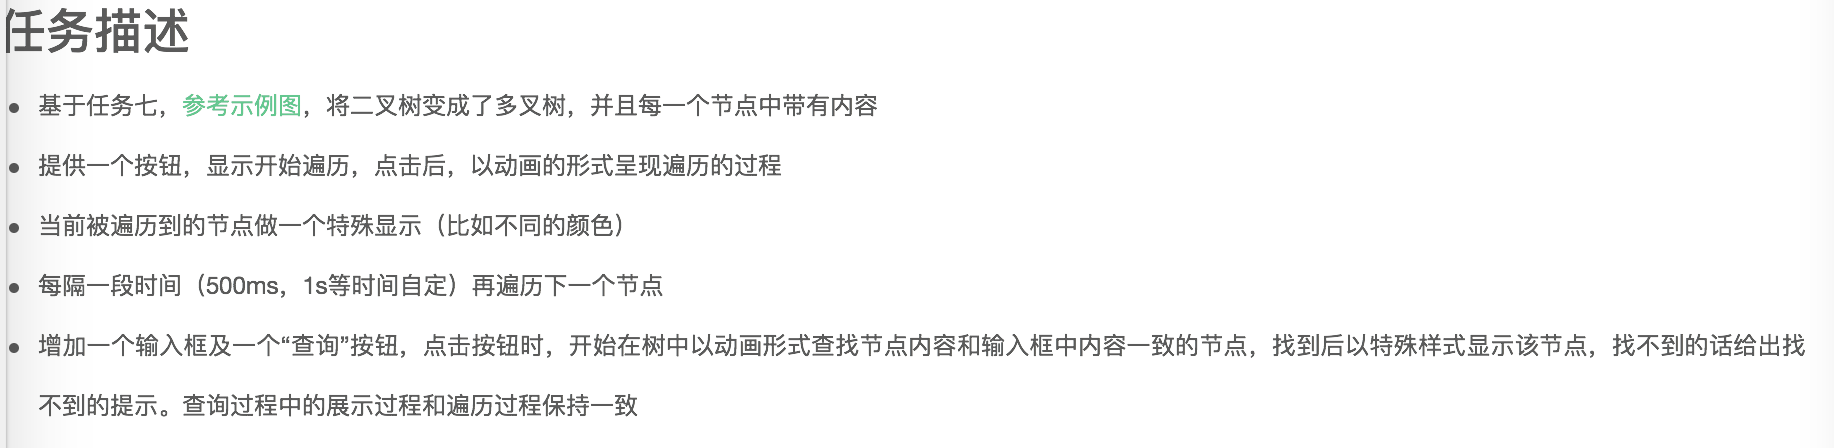 任务描述
基于任务七，参考示例图，将二叉树变成了多叉树，并且每一个节点中带有内容
提供一个按钮，显示开始遍历，点击后，以动画的形式呈现遍历的过程
当前被遍历到的节点做一个特殊显示（比如不同的颜色）
每隔一段时间（500ms，1s等时间自定）再遍历下一个节点
增加一个输入框及一个“查询”按钮，点击按钮时，开始在树中以动画形式查找节点内容和输入框中内容一致的节点，找到后以特殊样式显示该节点，找不到的话给出找
不到的提示。查询过程中的展示过程和遍历过程保持一致